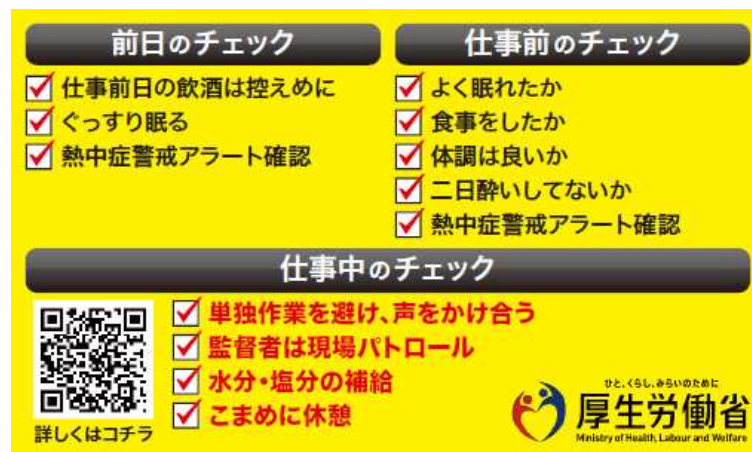 前日のチェック
仕事前日の飲酒は控えめに
ぐっすり眠る
熱中症警戒アラート確認
仕事前のチェック
よく眠れたか
食事をしたか
体調は良いか
二日酔いしてないか
熱中症警戒アラート確認
仕事中のチェック
単独作業を避け、声をかけ合う
監督者は現場パトロール
水分・塩分の補給
こまめに休憩
詳しくはコチラ
ひと、くらし、みらいのために
厚生労働省
Ministry of Health, Labour and Welfare